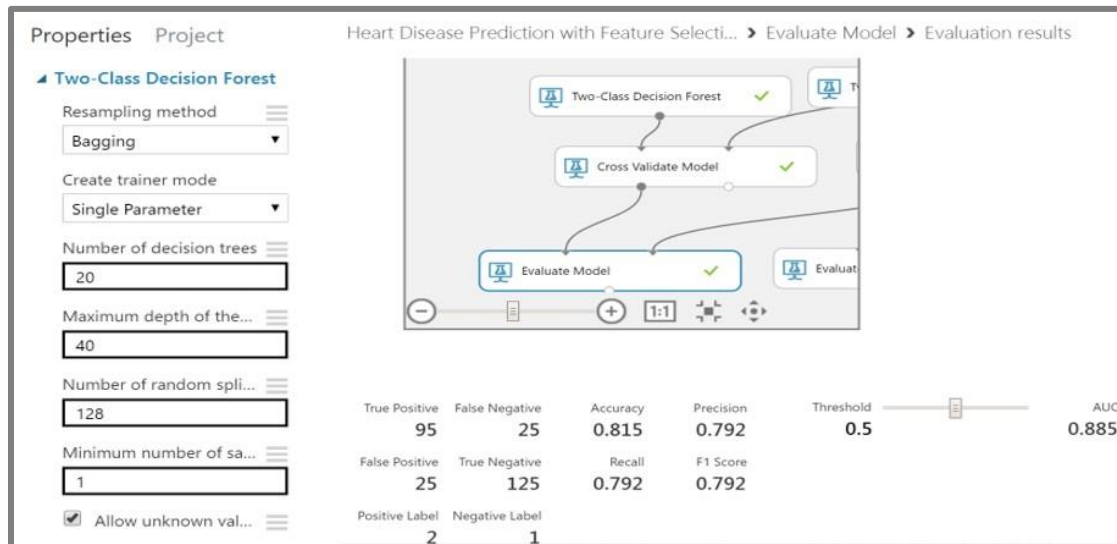 Properties Project
Two-Class Decision Forest
Resampling method
Bagging
Create trainer mode
Single Parameter
Number of decision trees
20
Maximum depth of the...
40
Number of random spli...
128
Minimum number of sa...
1
Allow unknown val...
Heart Disease Prediction with Feature Selecti... > Evaluate Model > Evaluation results
Two-Class Decision Forest
Cross Validate Model
Evaluate Model
Evaluat
1:1
True Positive False Negative Accuracy Precision Threshold AUC
95 25 0.815 0.792 0.5 0.885
False Positive True Negative Recall F1 Score
25 125 0.792 0.792
Positive Label Negative Label
2 1